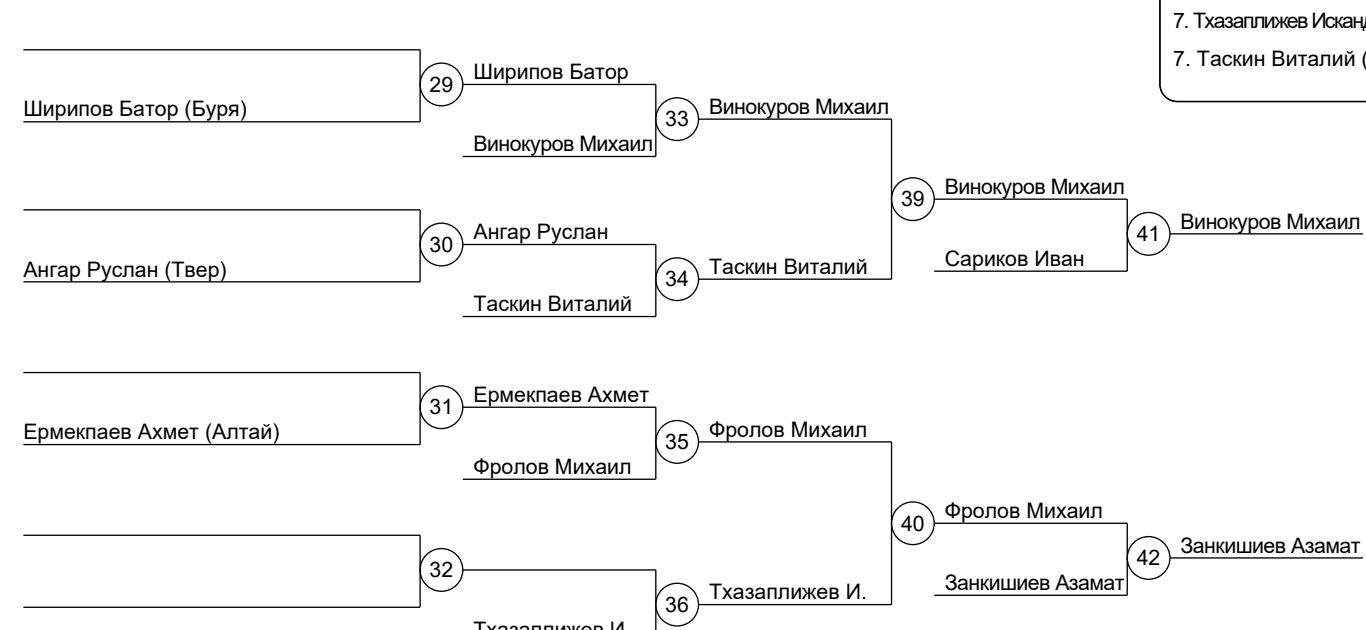 7. Тхазаплижев
7. Таскин Виталий (
29
Ширипов Батор
Ширипов Батор (Буря)
33
Винокуров Михаил
Винокуров Михаил
39
Винокуров Михаил
30
Ангар Руслан
Ангар Руслан (Твер)
34
Таскин Виталий
Таскин Виталий
41
Винокуров Михаил
Сариков Иван
31
Ермекпаев Ахмет
Ермекпаев Ахмет (Алтай)
35
Фролов Михаил
Фролов Михаил
40
Фролов Михаил
42
Занкишиев Азамат
Занкишиев Азамат
32
36
Тхазаплижев И.
Тхазаплижев И.